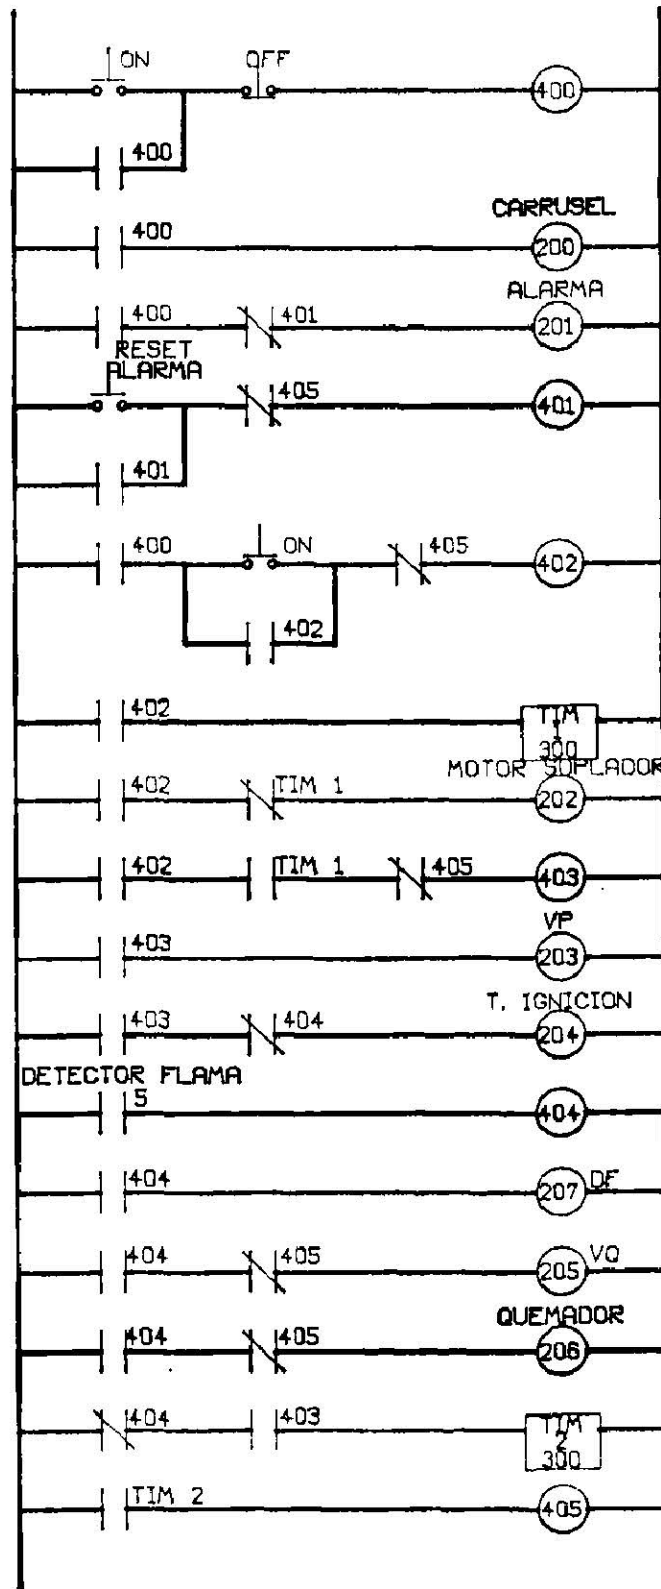 ON OFF 400
400
CARRUSEL
400 200
ALARMA
400 401 201
RESET
ALARMA
405 401
401
400 ON 405 402
402
402 TIM
1
300
MOTOR SOPLADOR
402 TIM 1 202
402 TIM 1 405 403
VP
403 203
T. IGNICION
403 404 204
DETECTOR FLAMA
5 404
404 207 DF
404 405 205 VQ
QUEMADOR
404 405 206
404 403 TIM
2
300
TIM 2 405